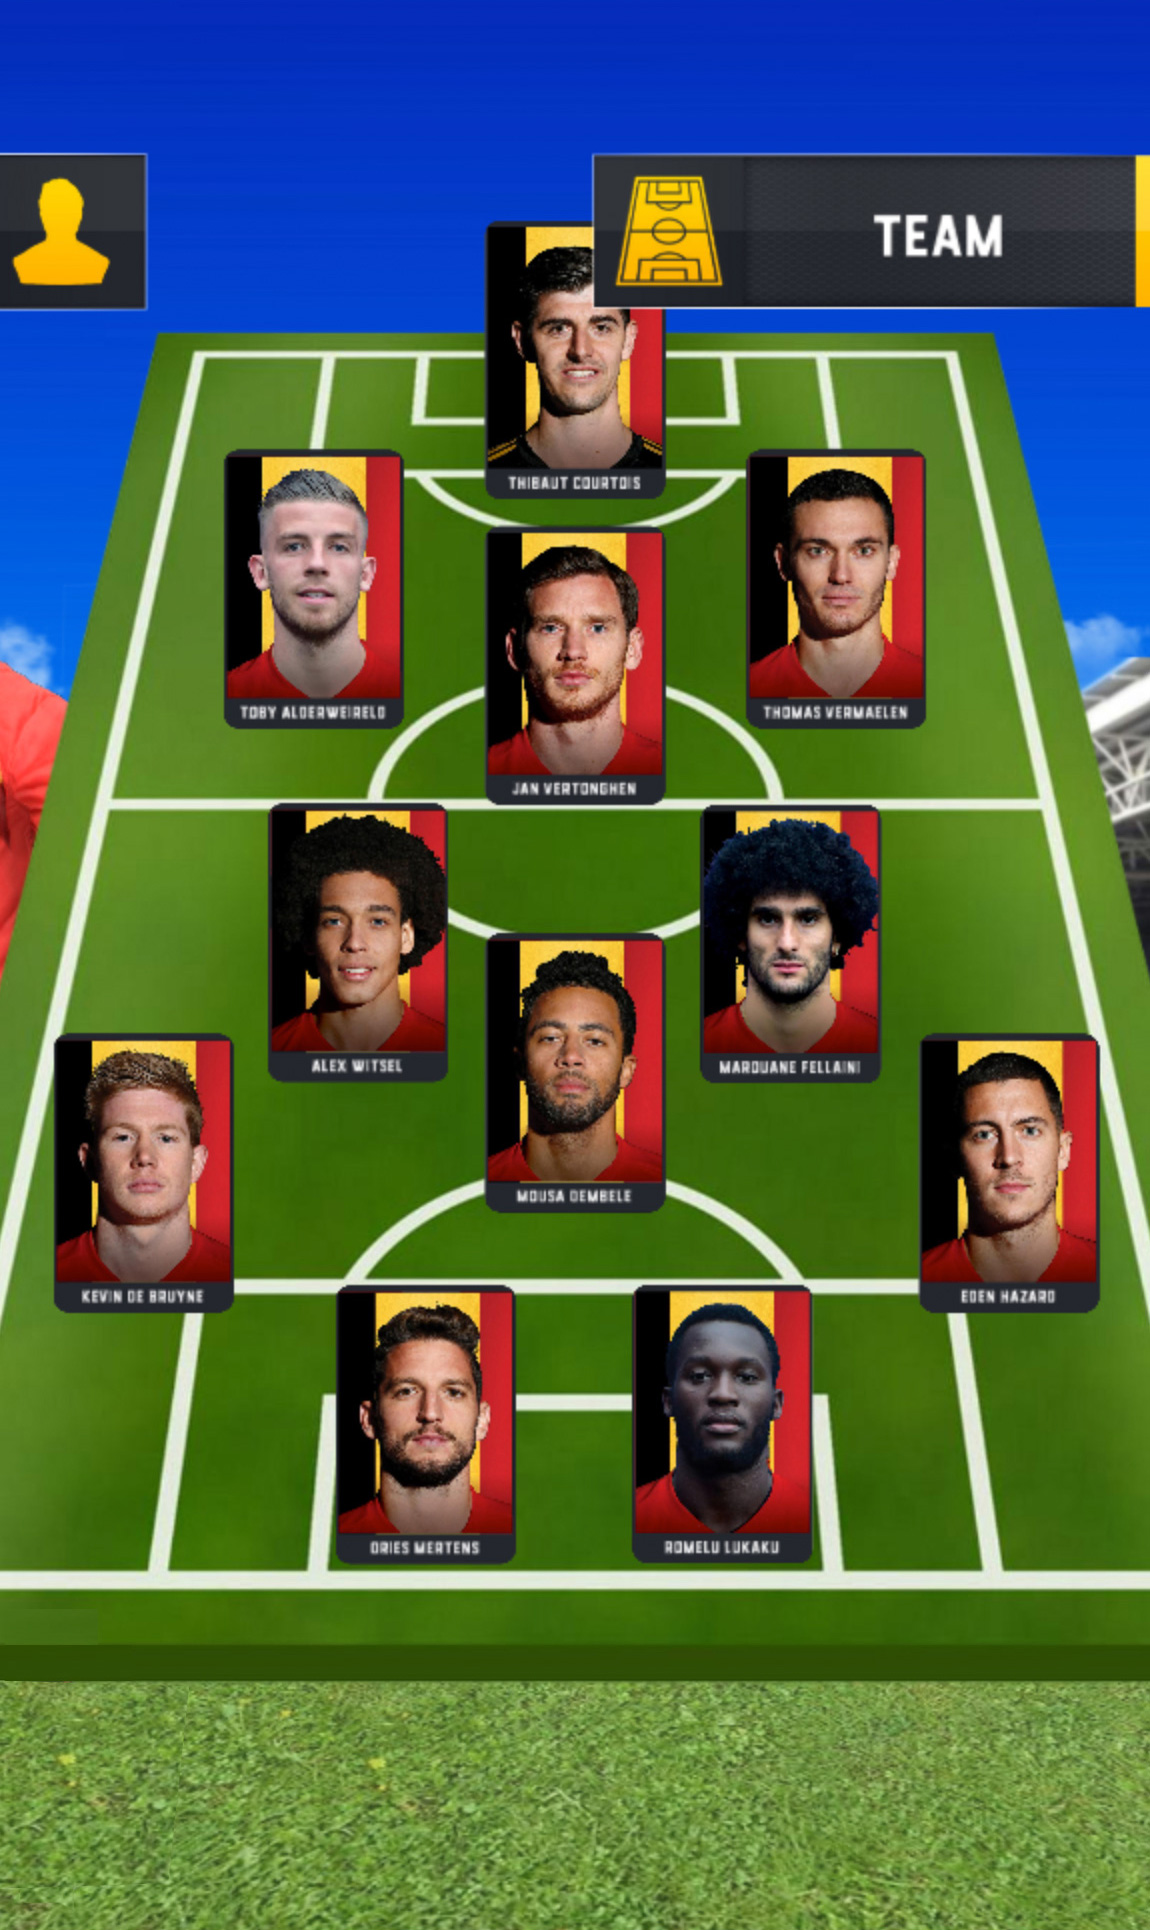 TEAM
THIBAUT COURTOIS
TOBY ALDERWEIRELD
THOMAS VERMAELEN
JAN VERTONGHEN
ALEX WITSEL
MAROUANE FELLAINI
MOUSA DEMBELE
KEVIN DE BRUYNE
EDEN HAZARD
DRIES MERTENS
ROMELU LUKAKU